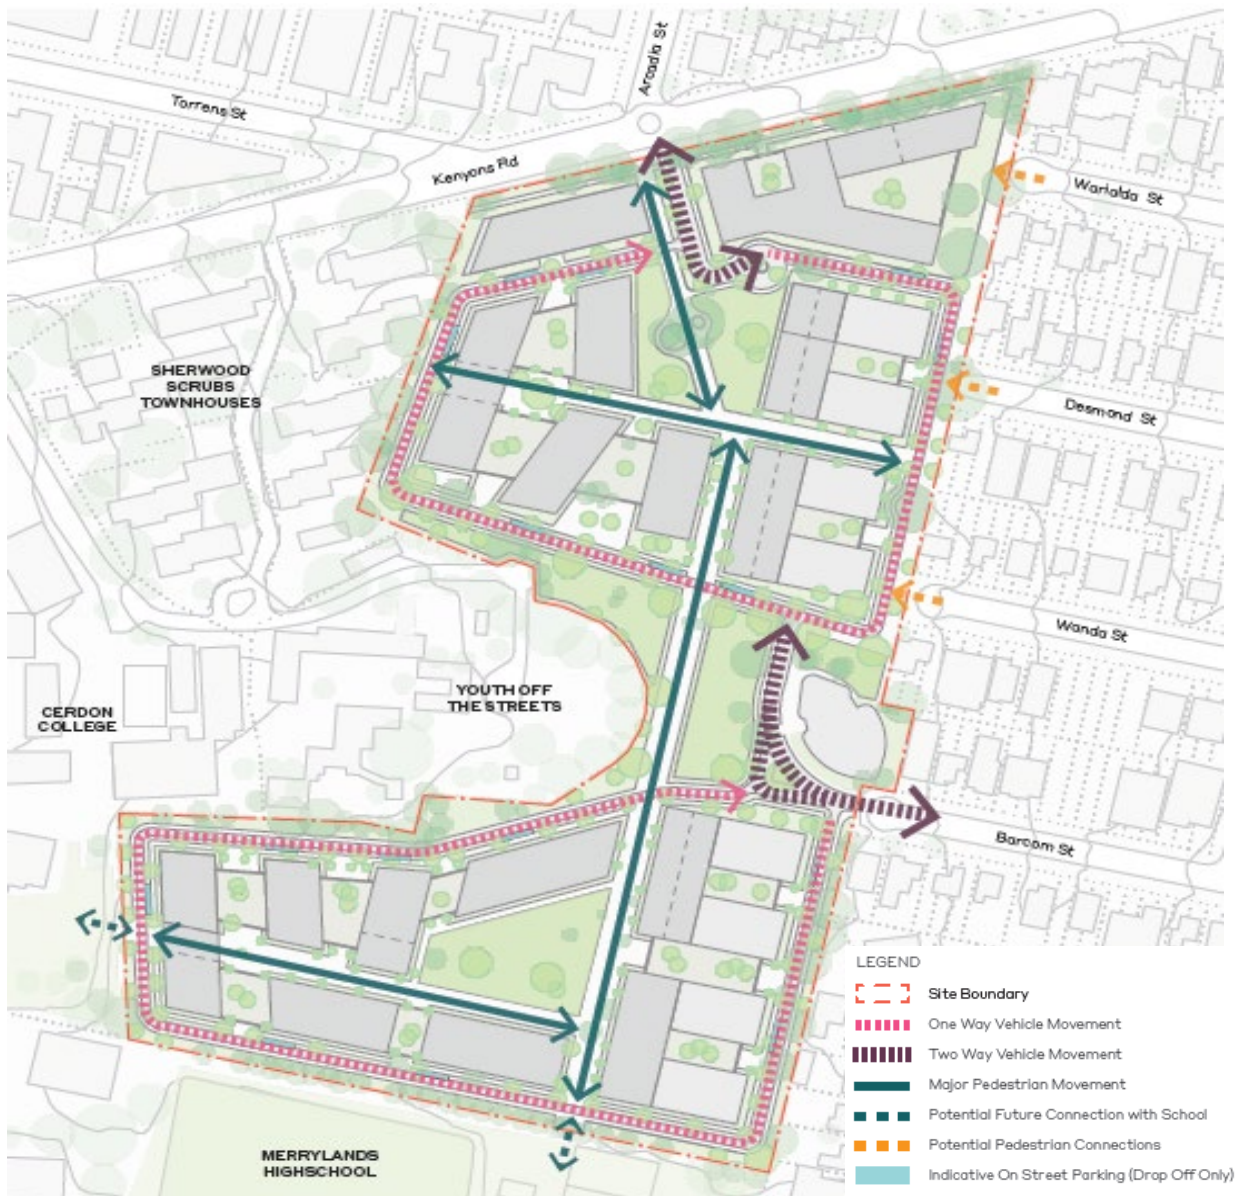 Arcadia St
Torrens St
Kenyons Rd
Warialda St
SHERWOOD
SCRUBS
TOWNHOUSES
Desmond St
Wanda St
YOUTH OFF
THE STREETS
CERDON
COLLEGE
Barcom St
MERRYLANDS
HIGHSCHOOL
LEGEND
Site Boundary
One Way Vehicle Movement
Two Way Vehicle Movement
Major Pedestrian Movement
Potential Future Connection with School
Potential Pedestrian Connections
Indicative On Street Parking (Drop Off Only)